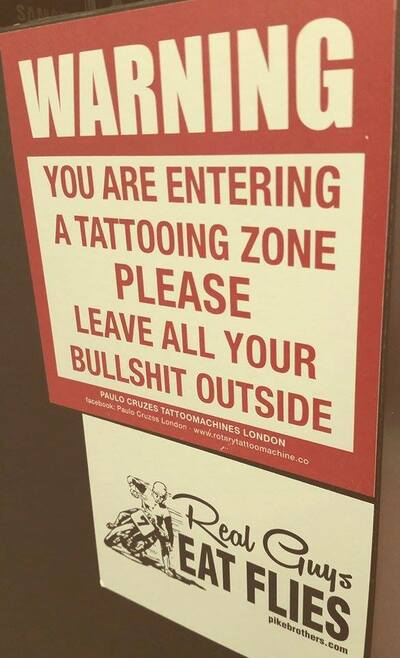 SAMSUNG
WARNING
YOU ARE ENTERING
A TATTOOING ZONE
PLEASE
LEAVE ALL YOUR
BULLSHIT OUTSIDE
PAULO CRUZES TATTOOMACHINES LONDON
facebook: Paulo Cruzes London - www.rotarytattoomachine.co
Real Guys
EAT FLIES
pikebrothers.com